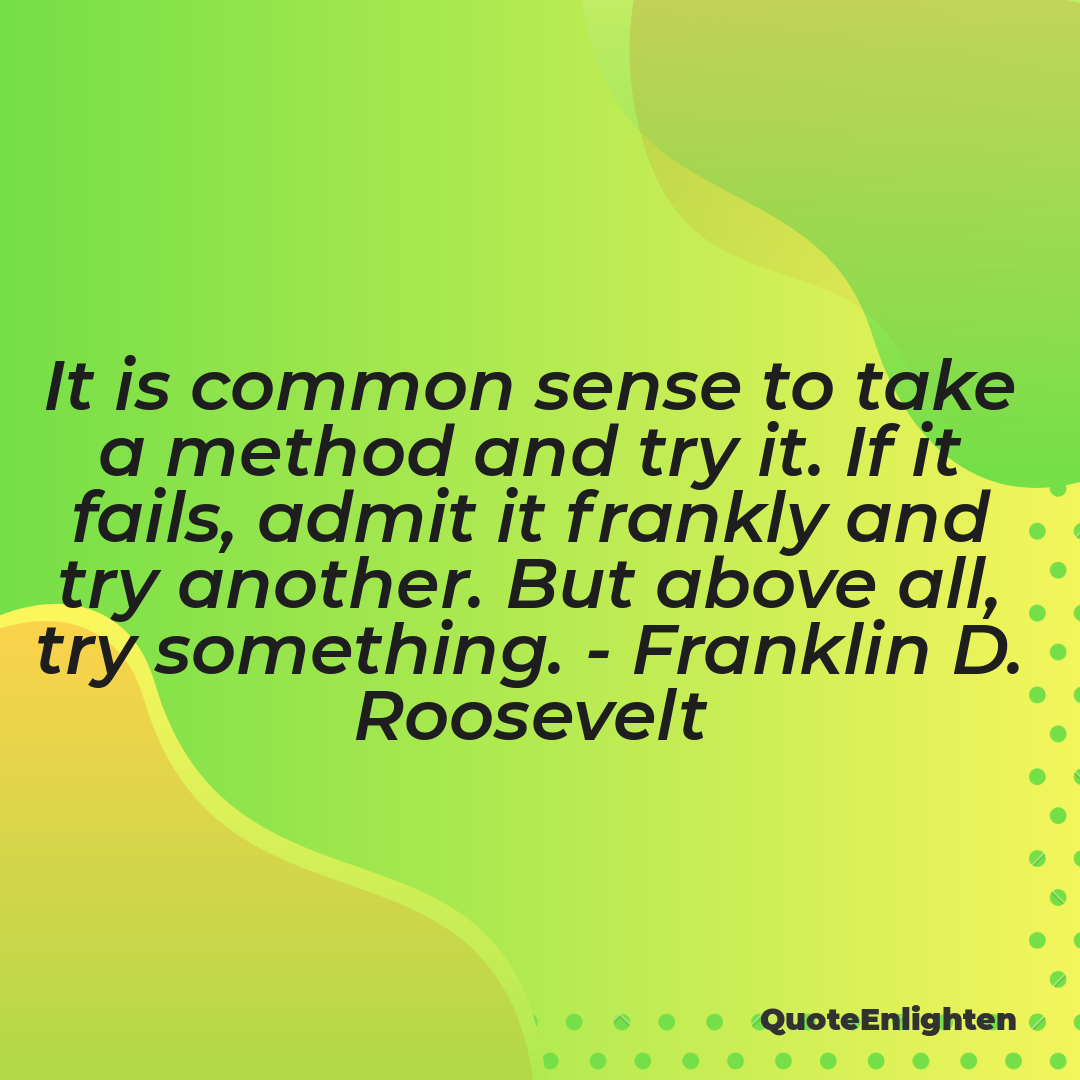 It is common sense to take
a method and try it. If it
fails, admit it frankly and
try another. But above all,
try something. - Franklin D.
Roosevelt
QuoteEnlighten